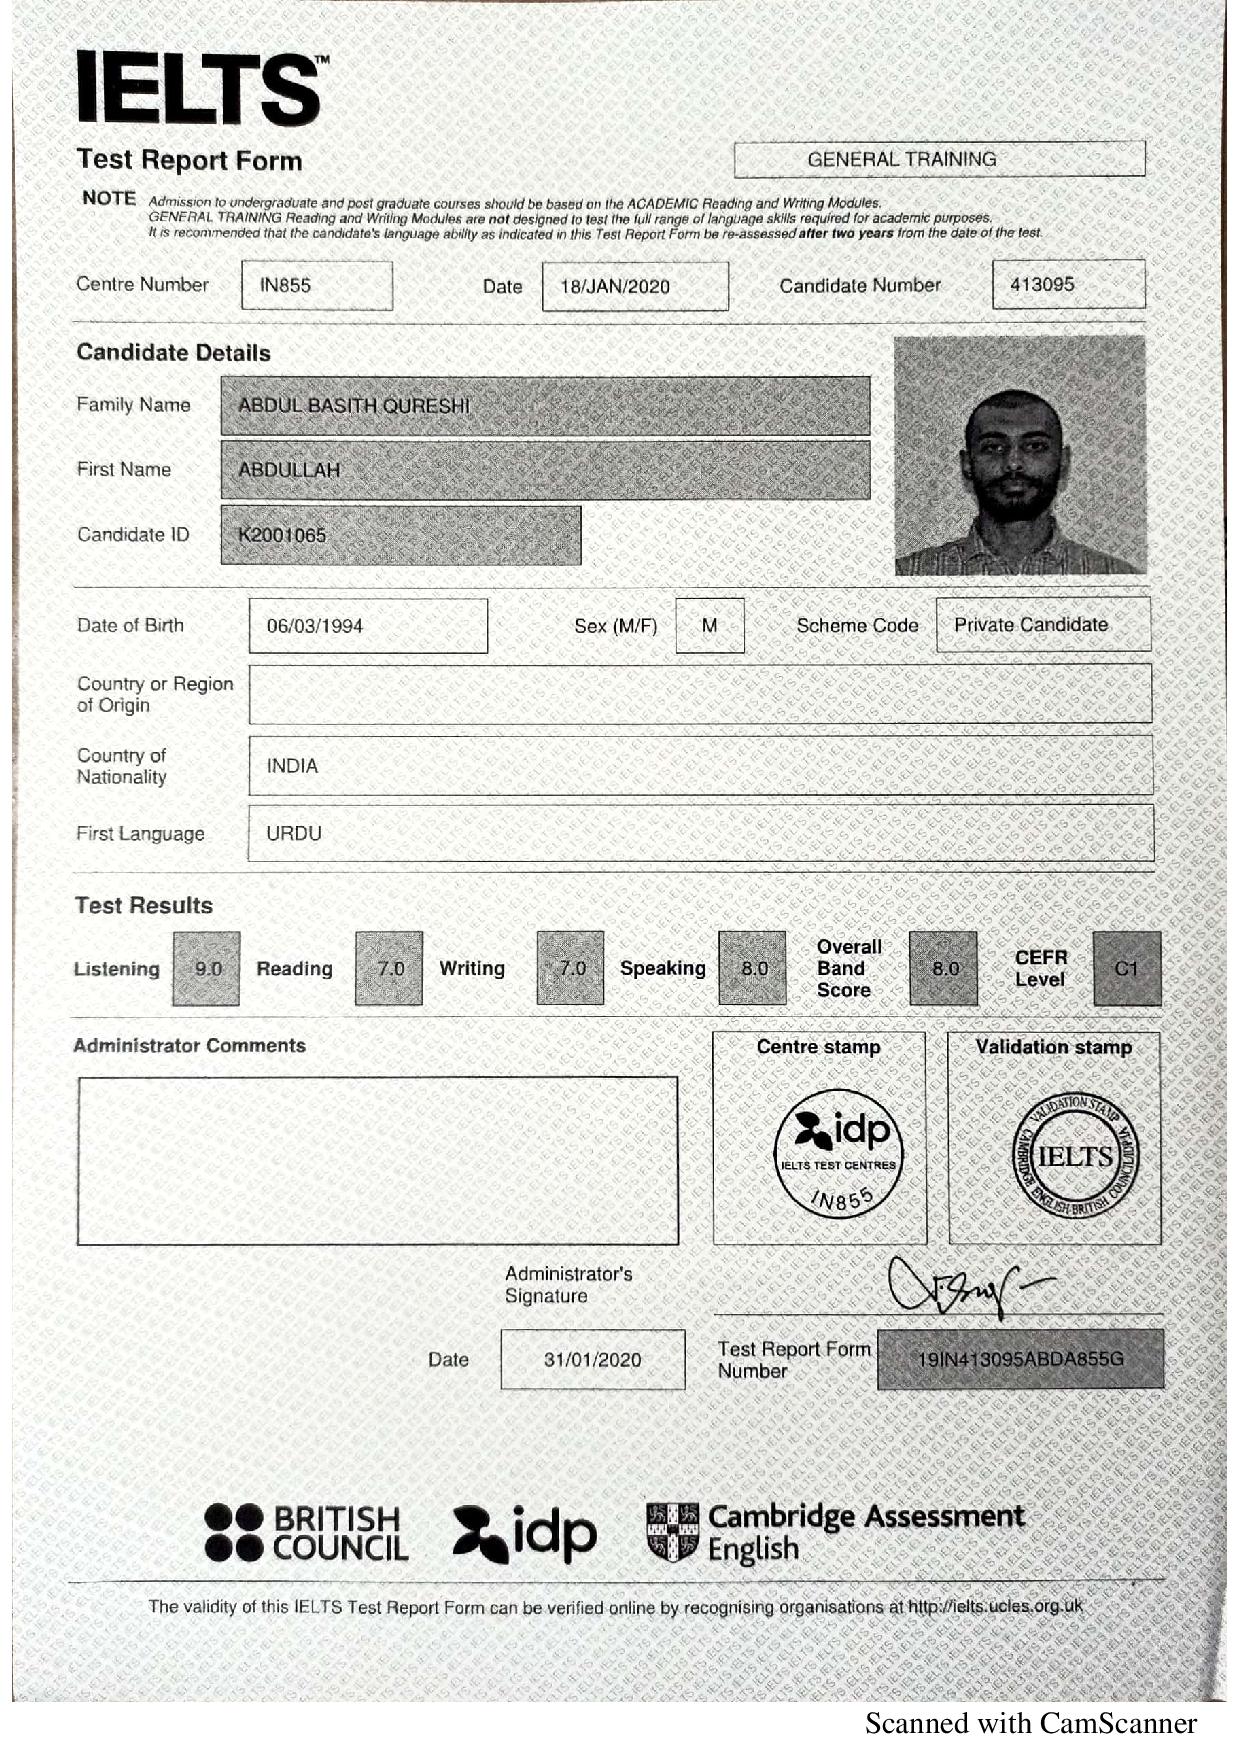 IELTS™
Test Report Form
GENERAL TRAINING
NOTE Admission to undergraduate and post graduate courses should be based on the ACADEMIC Reading and Writing Modules.
GENERAL TRAINING Reading and Writing Modules are not designed to test the full range of language skills required for academic purposes.
It is recommended that the candidate's language ability as indicated in this Test Report Form be re-assessed after two years from the date of the test.
Centre Number IN855 Date 18/JAN/2020 Candidate Number 413095
Candidate Details
Family Name ABDUL BASITH QURESHI
First Name ABDULLAH
Candidate ID K2001065
Date of Birth 06/03/1994 Sex (M/F) M Scheme Code Private Candidate
Country or Region
of Origin
Country of
Nationality INDIA
First Language URDU
Test Results
Listening 9.0 Reading 7.0 Writing 7.0 Speaking 8.0 Overall Band Score 8.0 CEFR Level C1
Administrator Comments
Centre stamp
idp
IELTS TEST CENTRES
IN855
Validation stamp
VALIDATION STAMP
IELTS
CAMBRIDGE ENGLISH·BRITISH COUNCIL·IDP:IA
Administrator's
Signature
Date 31/01/2020
Test Report Form
Number 19IN413095ABDA855G
BRITISH
COUNCIL
idp
Cambridge Assessment
English
The validity of this IELTS Test Report Form can be verified online by recognising organisations at http://ielts.ucles.org.uk
Scanned with CamScanner